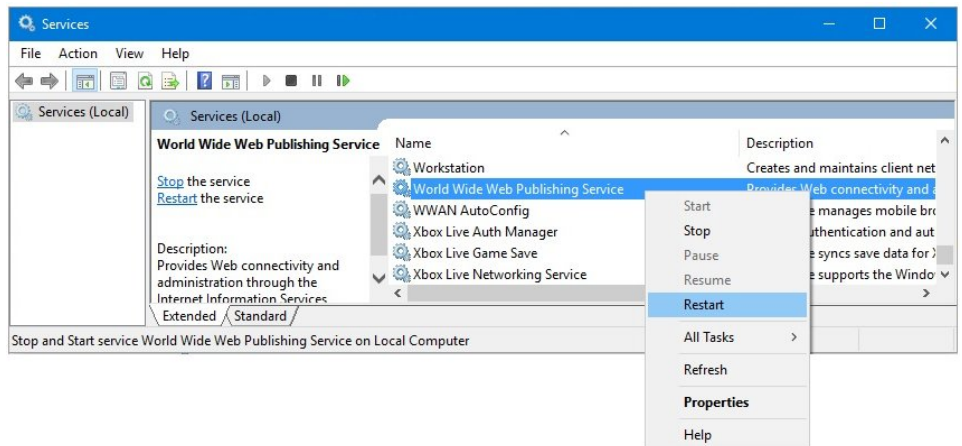 Services
File Action View Help
Services (Local)
Services (Local)
World Wide Web Publishing Service
Stop the service
Restart the service
Description:
Provides Web connectivity and
administration through the
Internet Information Services
Name Description
Workstation Creates and maintains client net
World Wide Web Publishing Service Provides Web connectivity and a
WWAN AutoConfig e manages mobile bro
Xbox Live Auth Manager uthentication and aut
Xbox Live Game Save e syncs save data for
Xbox Live Networking Service e supports the Windo
Start
Stop
Pause
Resume
Restart
All Tasks
Refresh
Properties
Help
Extended Standard
Stop and Start service World Wide Web Publishing Service on Local Computer